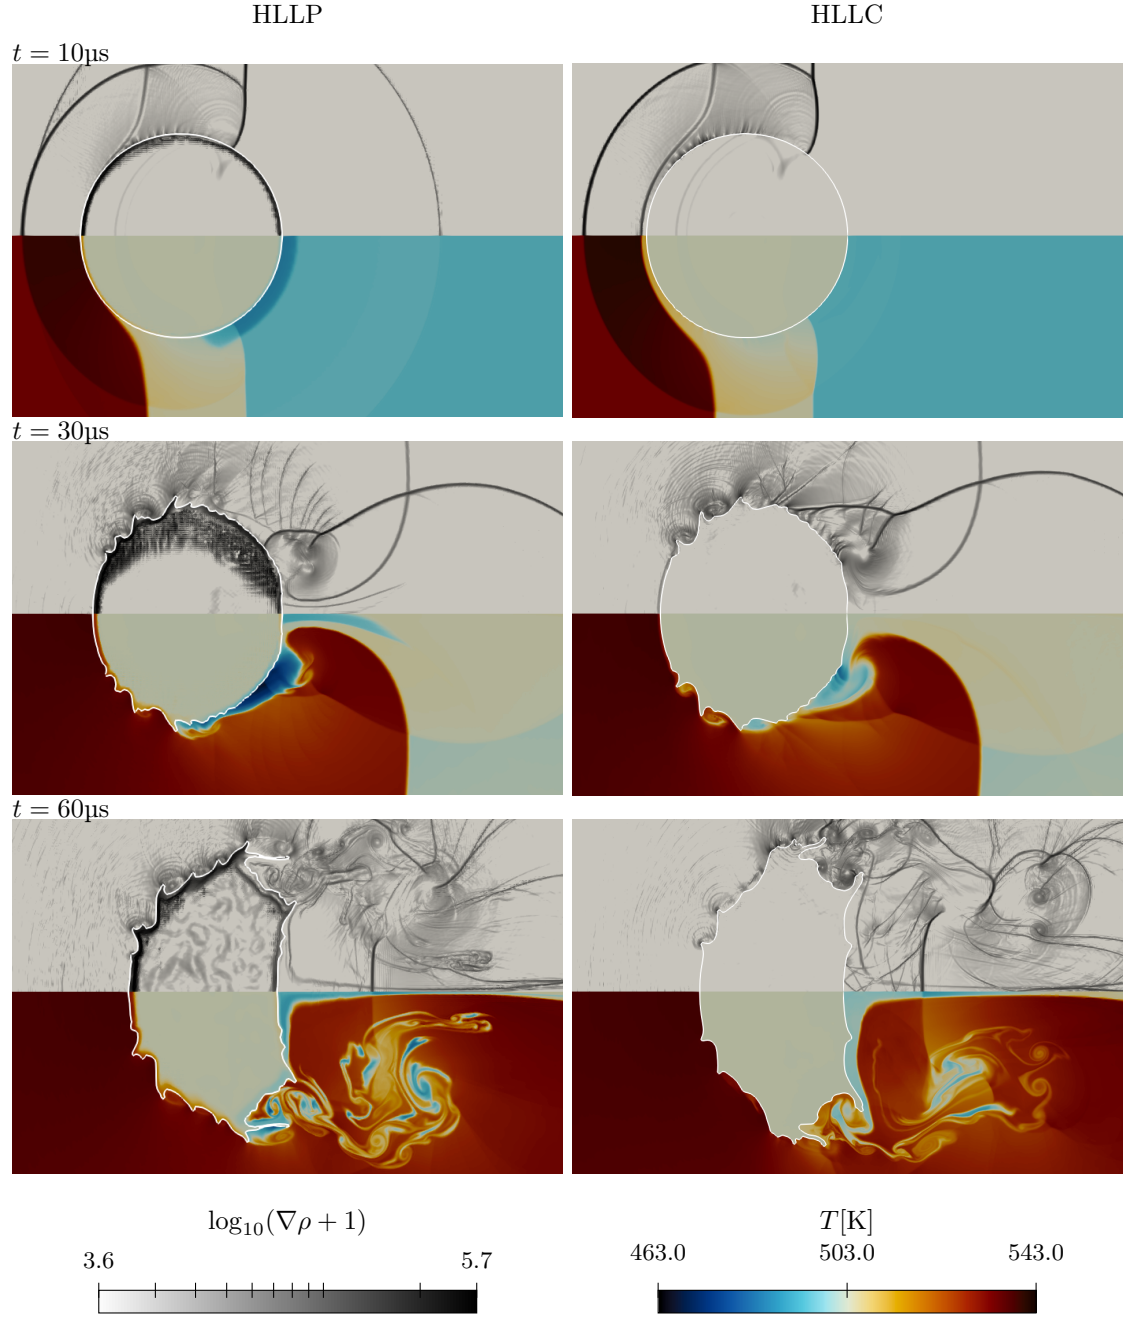 HLLP HLLC
t = 10µs
t = 30µs
t = 60µs
log₁₀(∇ρ + 1) T[K]
3.6 5.7 463.0 503.0 543.0